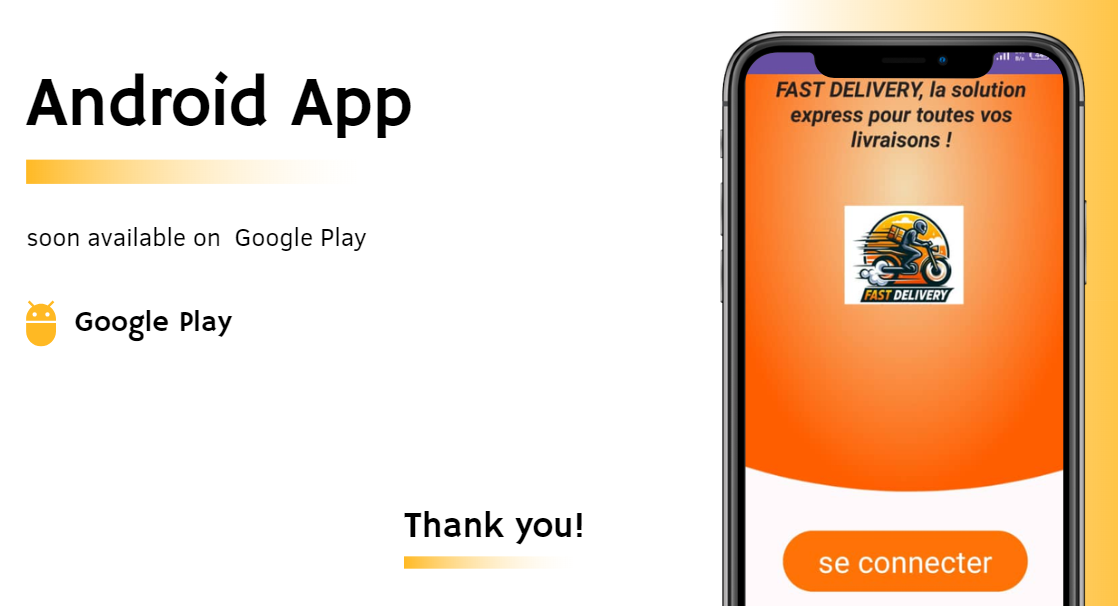 Android App
soon available on Google Play
Google Play
Thank you!
FAST DELIVERY, la solution
express pour toutes vos
livraisons !
FAST DELIVERY
se connecter